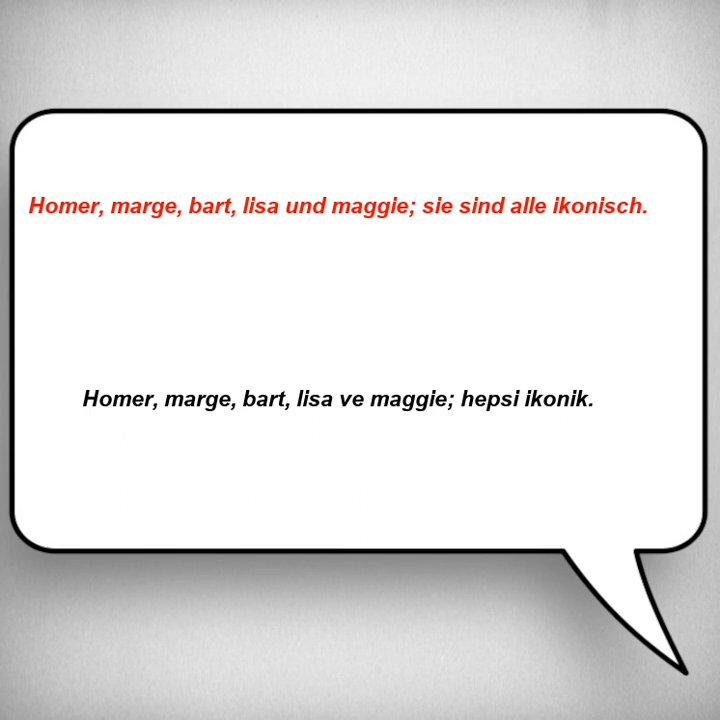 Homer, marge, bart, lisa und maggie; sie sind alle ikonisch.
Homer, marge, bart, lisa ve maggie; hepsi ikonik.